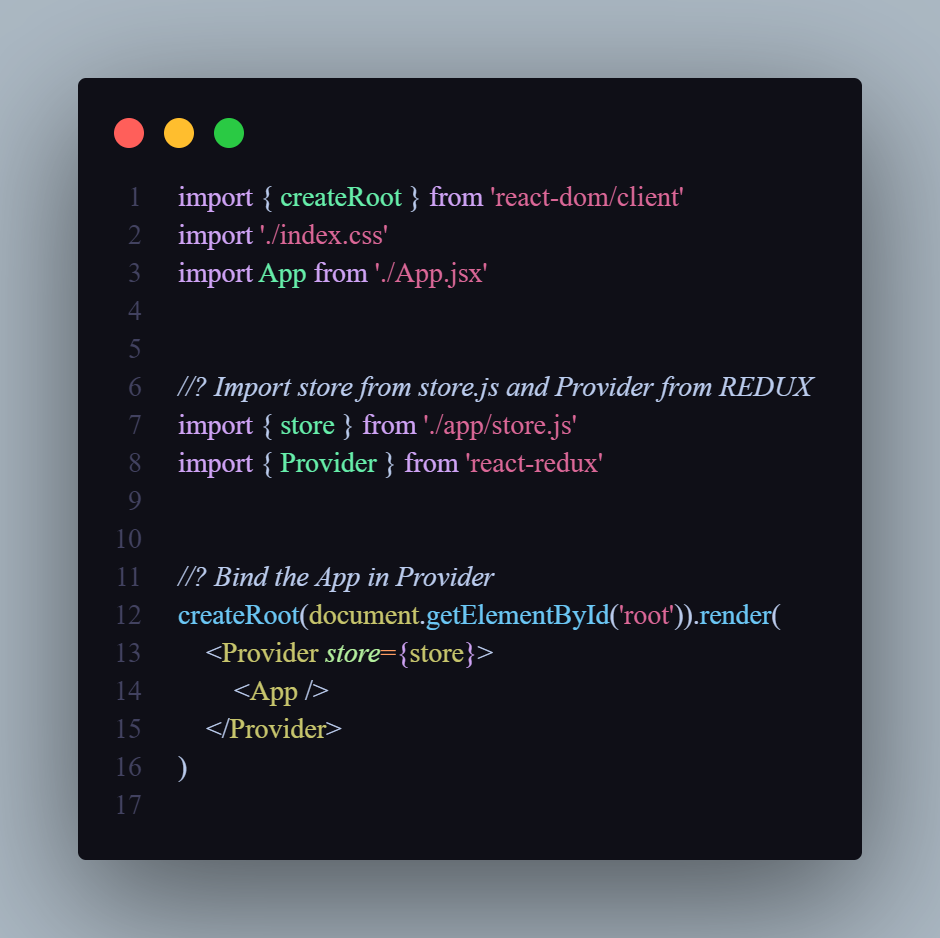 1 import { createRoot } from 'react-dom/client'
2 import './index.css'
3 import App from './App.jsx'
4
5
6 //? Import store from store.js and Provider from REDUX
7 import { store } from './app/store.js'
8 import { Provider } from 'react-redux'
9
10
11 //? Bind the App in Provider
12 createRoot(document.getElementById('root')).render(
13     <Provider store={store}>
14         <App />
15     </Provider>
16 )
17